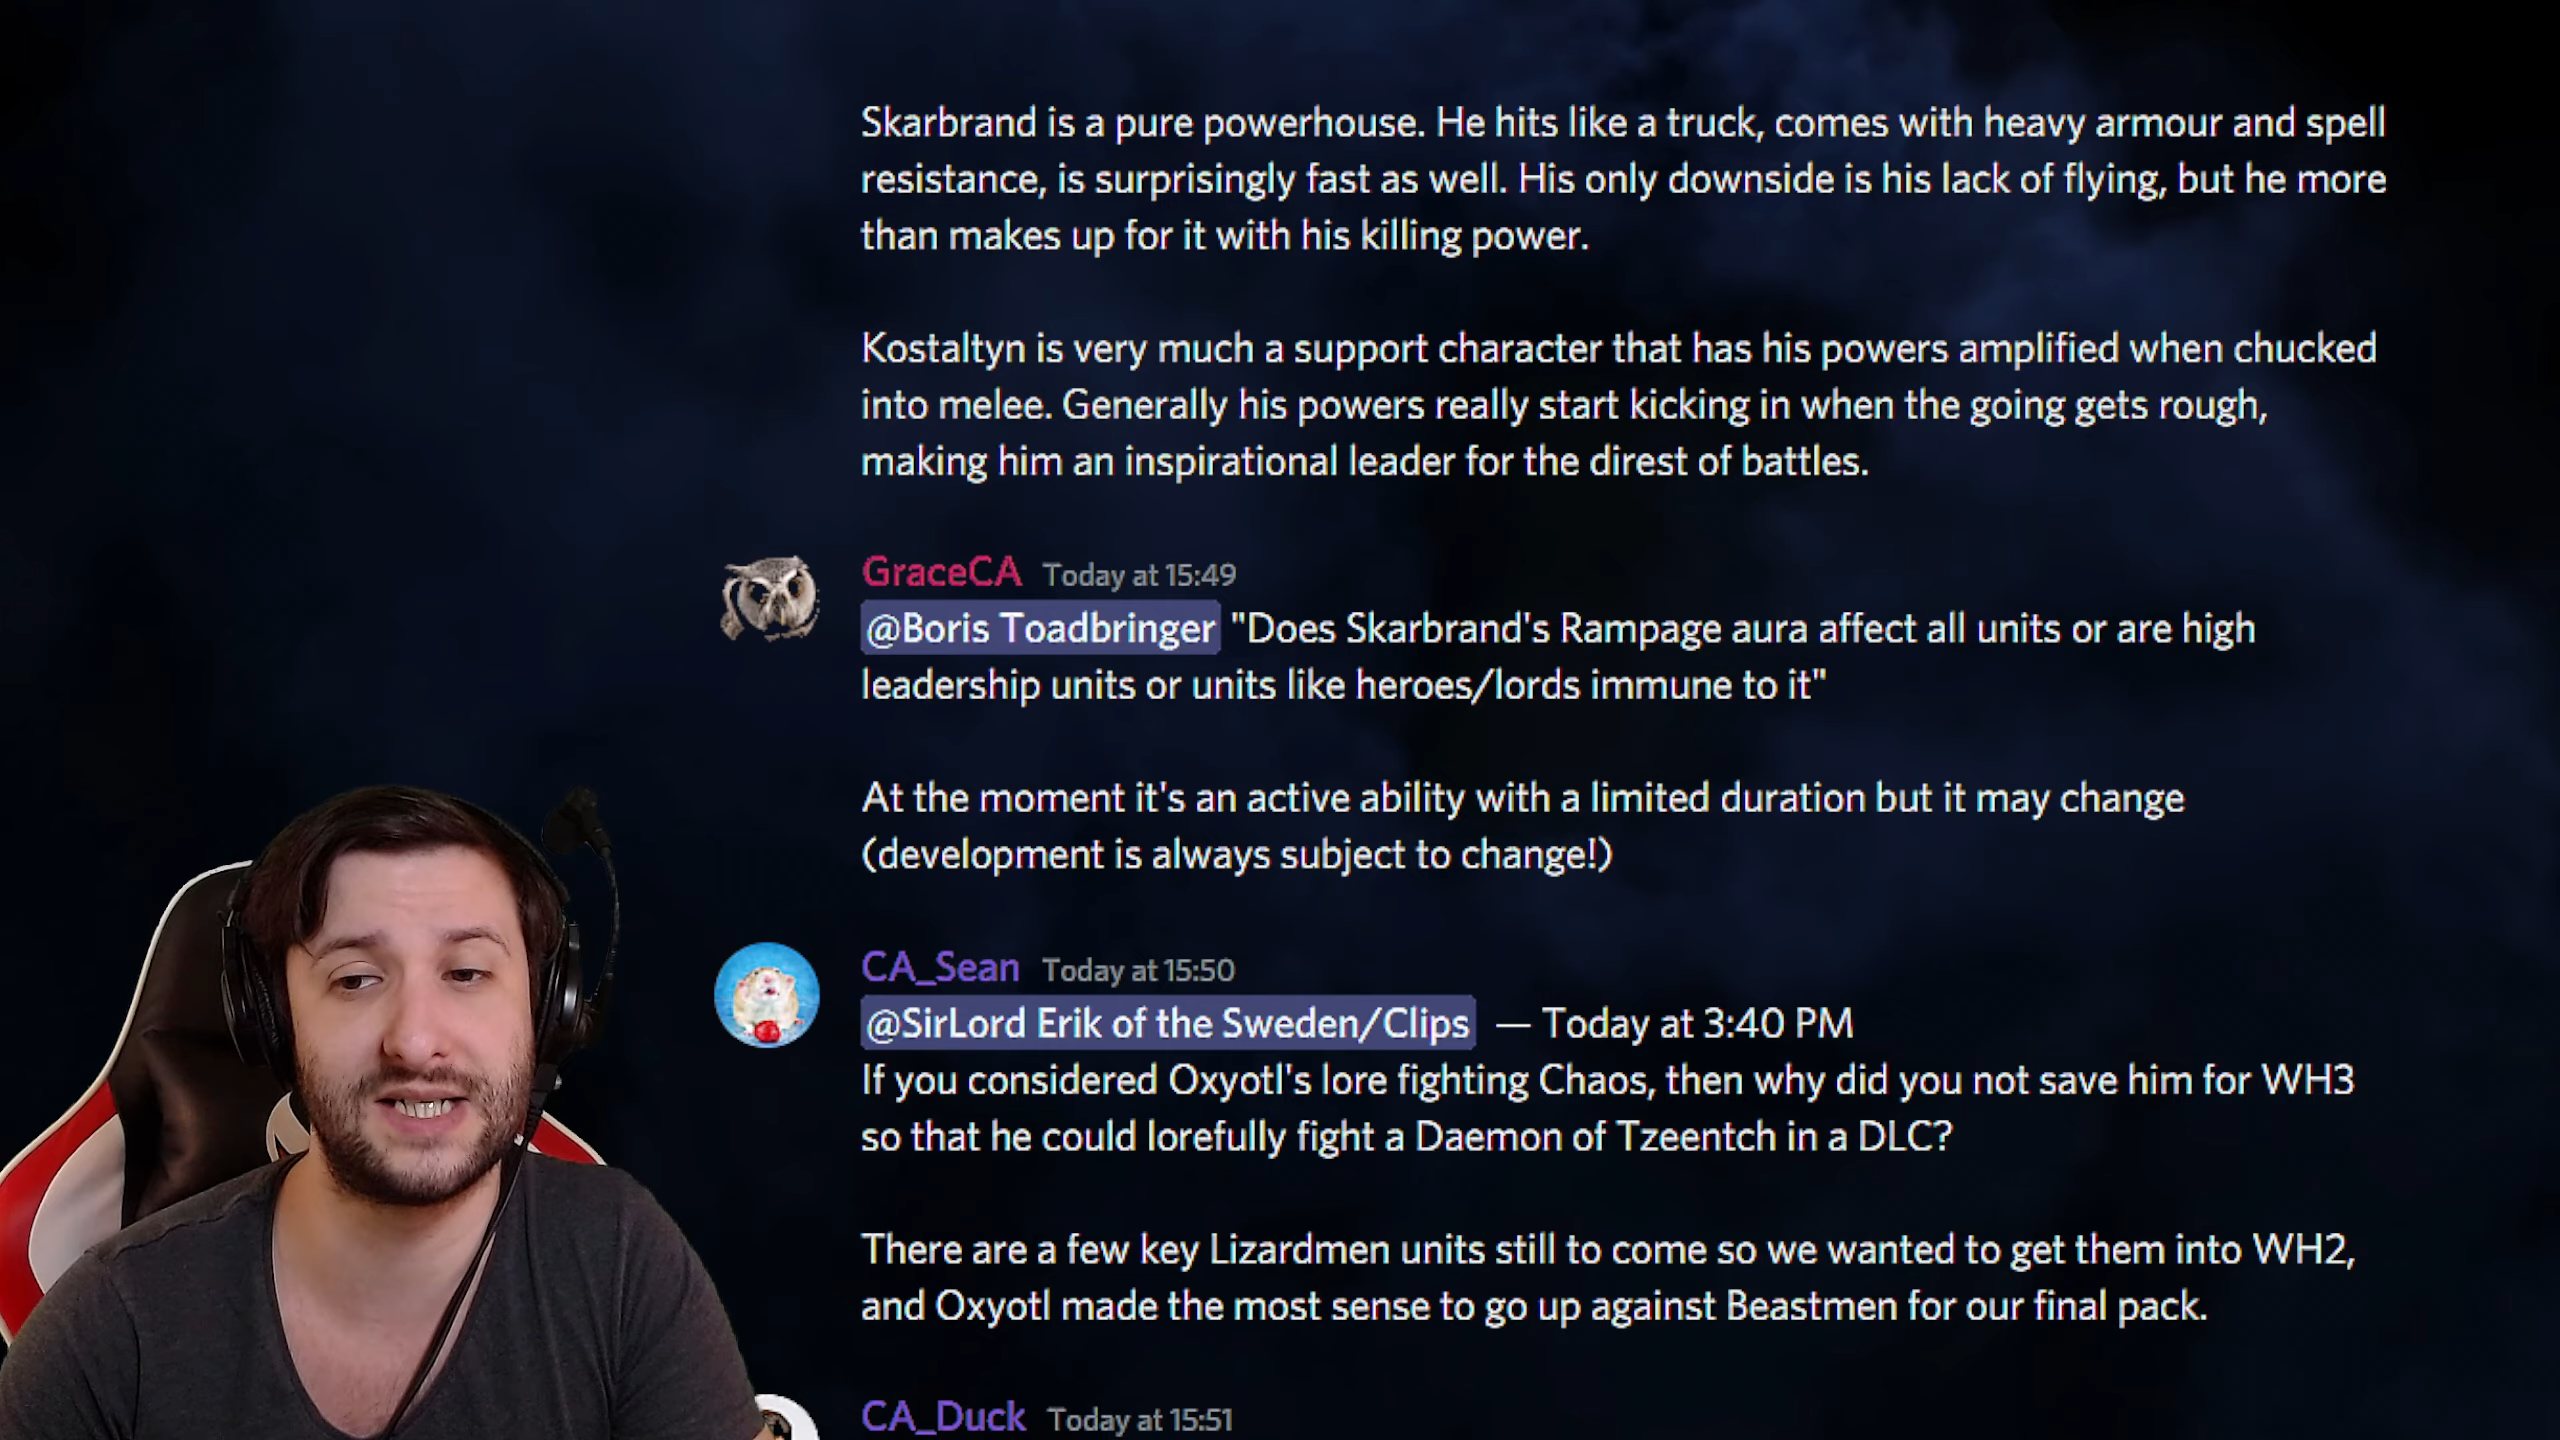 Skarbrand is a pure powerhouse. He hits like a truck, comes with heavy armour and spell
resistance, is surprisingly fast as well. His only downside is his lack of flying, but he more
than makes up for it with his killing power.
Kostaltyn is very much a support character that has his powers amplified when chucked
into melee. Generally his powers really start kicking in when the going gets rough,
making him an inspirational leader for the direst of battles.
GraceCA Today at 15:49
@Boris Toadbringer "Does Skarbrand's Rampage aura affect all units or are high
leadership units or units like heroes/lords immune to it"
At the moment it's an active ability with a limited duration but it may change
(development is always subject to change!)
CA_Sean Today at 15:50
@SirLord Erik of the Sweden/Clips — Today at 3:40 PM
If you considered Oxyotl's lore fighting Chaos, then why did you not save him for WH3
so that he could lorefully fight a Daemon of Tzeentch in a DLC?
There are a few key Lizardmen units still to come so we wanted to get them into WH2,
and Oxyotl made the most sense to go up against Beastmen for our final pack.
CA_Duck Today at 15:51